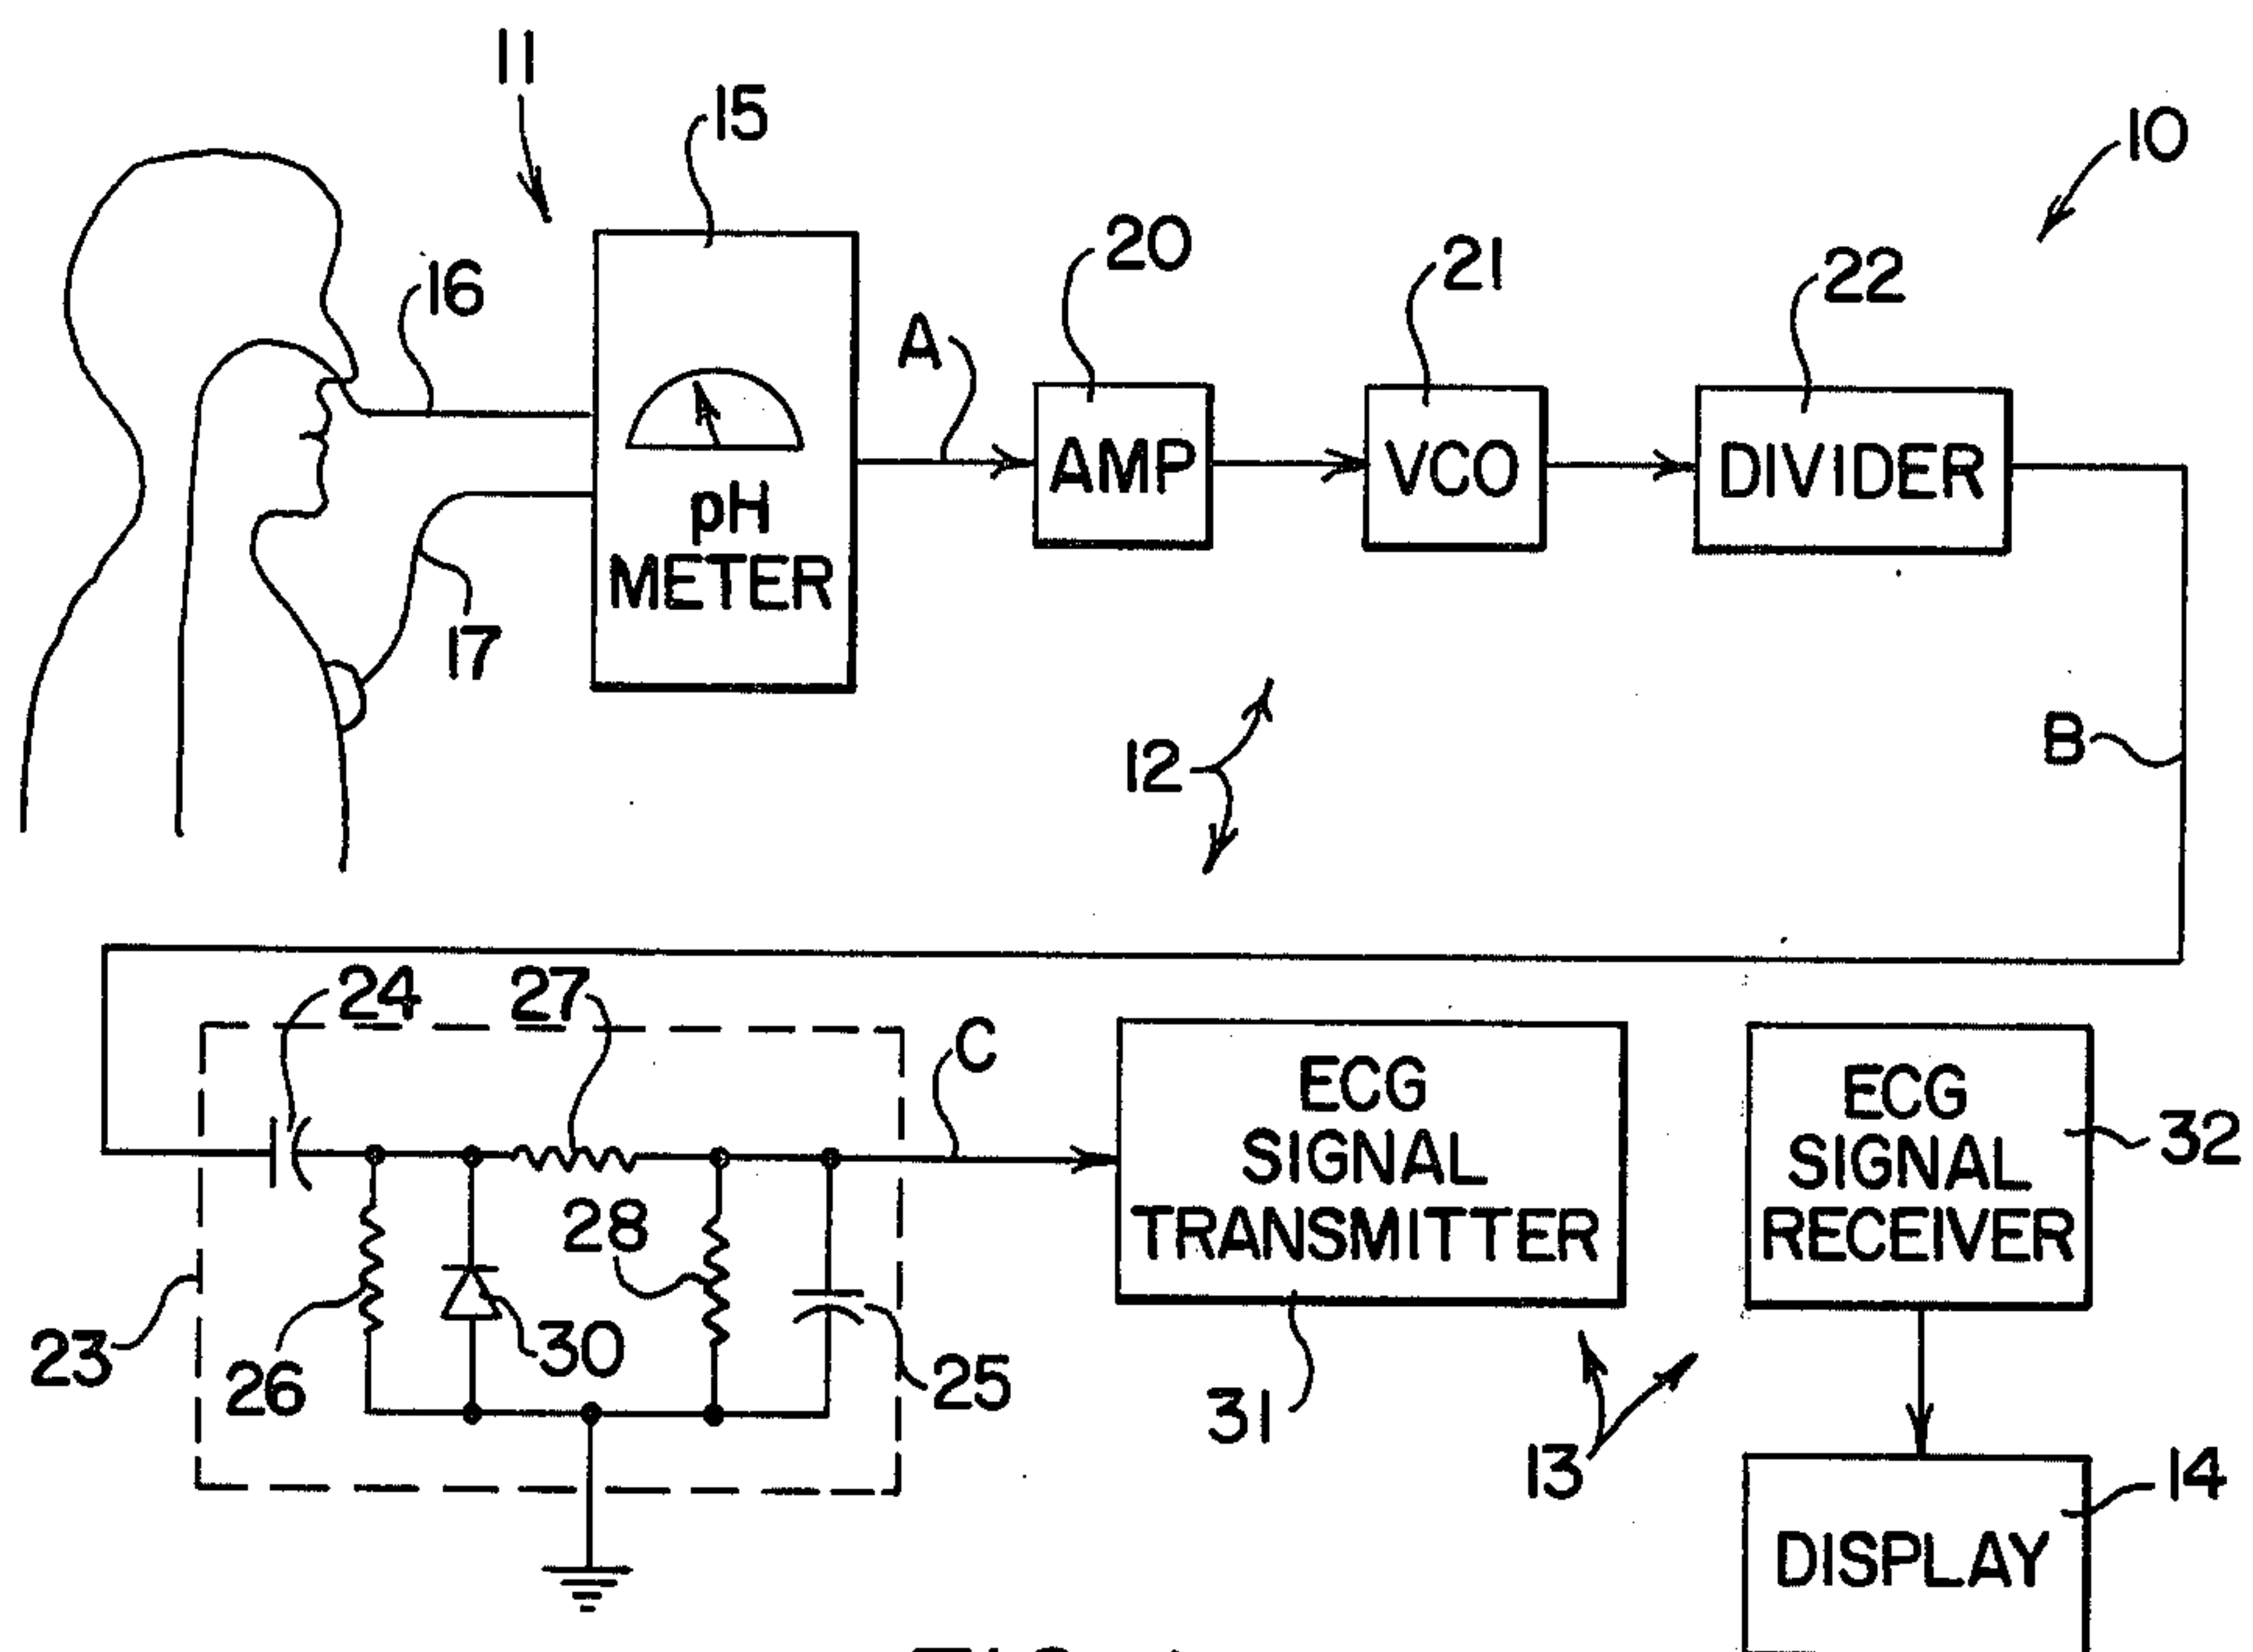 11
15
10
20
21
22
16
A
AMP
VCO
DIVIDER
pH
METER
17
12
B
24
27
C
ECG
SIGNAL
TRANSMITTER
ECG
SIGNAL
RECEIVER
32
28
23
26
30
25
31
13
14
DISPLAY